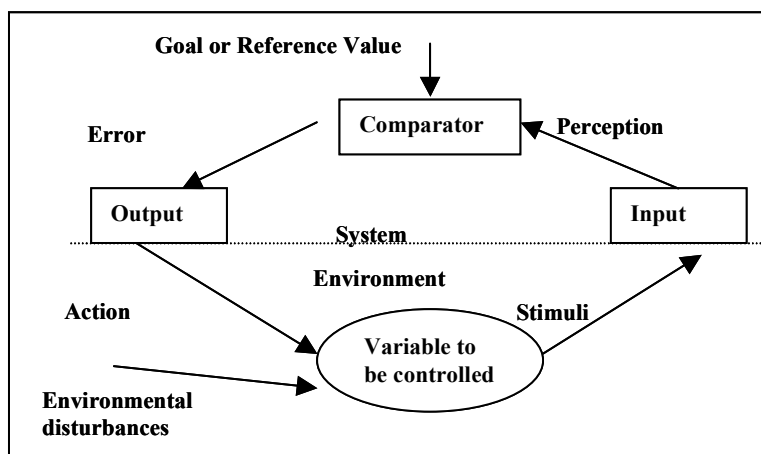 Goal or Reference Value
Error
Comparator
Perception
Output
Input
System
Environment
Action
Stimuli
Variable to
be controlled
Environmental
disturbances